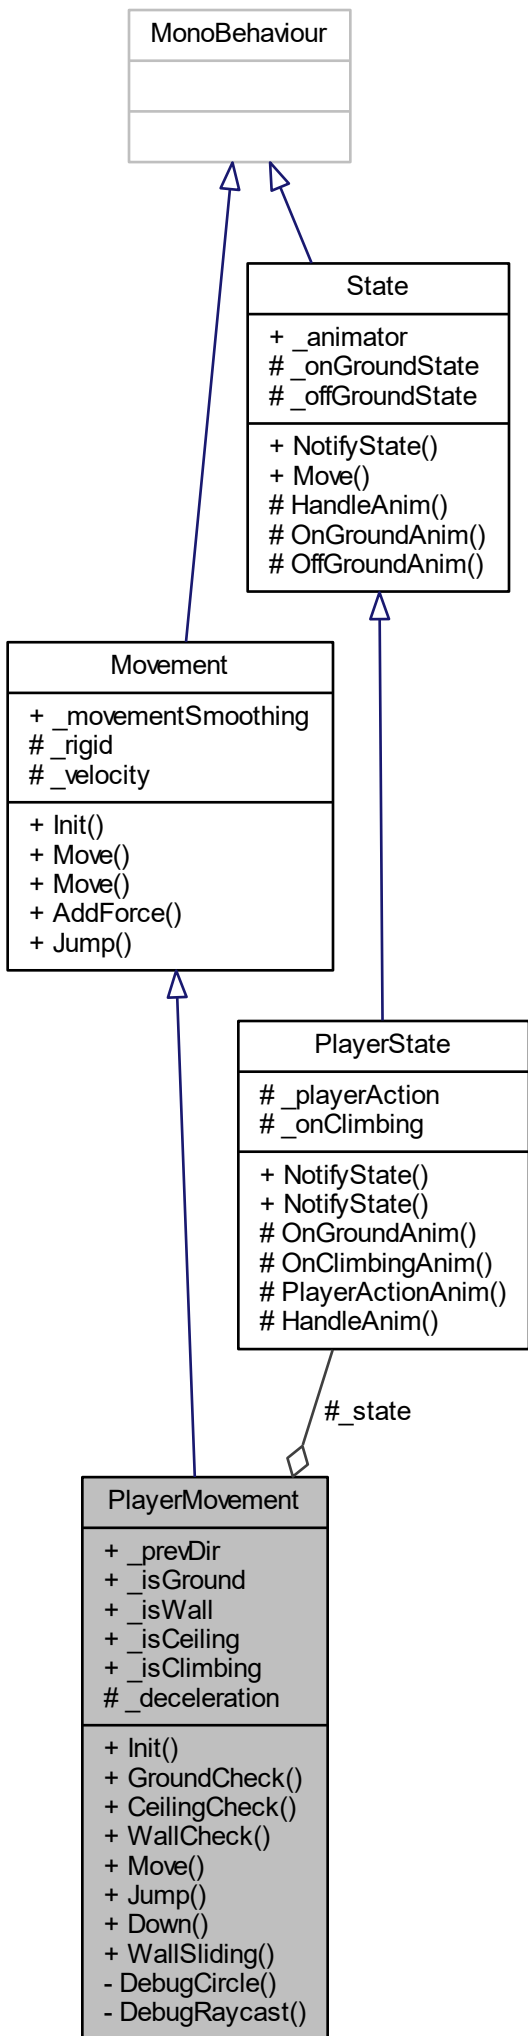 MonoBehaviour
State
+ _animator
# _onGroundState
# _offGroundState
+ NotifyState()
+ Move()
# HandleAnim()
# OnGroundAnim()
# OffGroundAnim()
Movement
+ _movementSmoothing
# _rigid
# _velocity
+ Init()
+ Move()
+ Move()
+ AddForce()
+ Jump()
PlayerState
# _playerAction
# _onClimbing
+ NotifyState()
+ NotifyState()
# OnGroundAnim()
# OnClimbingAnim()
# PlayerActionAnim()
# HandleAnim()
#_state
PlayerMovement
+ _prevDir
+ _isGround
+ _isWall
+ _isCeiling
+ _isClimbing
# _deceleration
+ Init()
+ GroundCheck()
+ CeilingCheck()
+ WallCheck()
+ Move()
+ Jump()
+ Down()
+ WallSliding()
- DebugCircle()
- DebugRaycast()